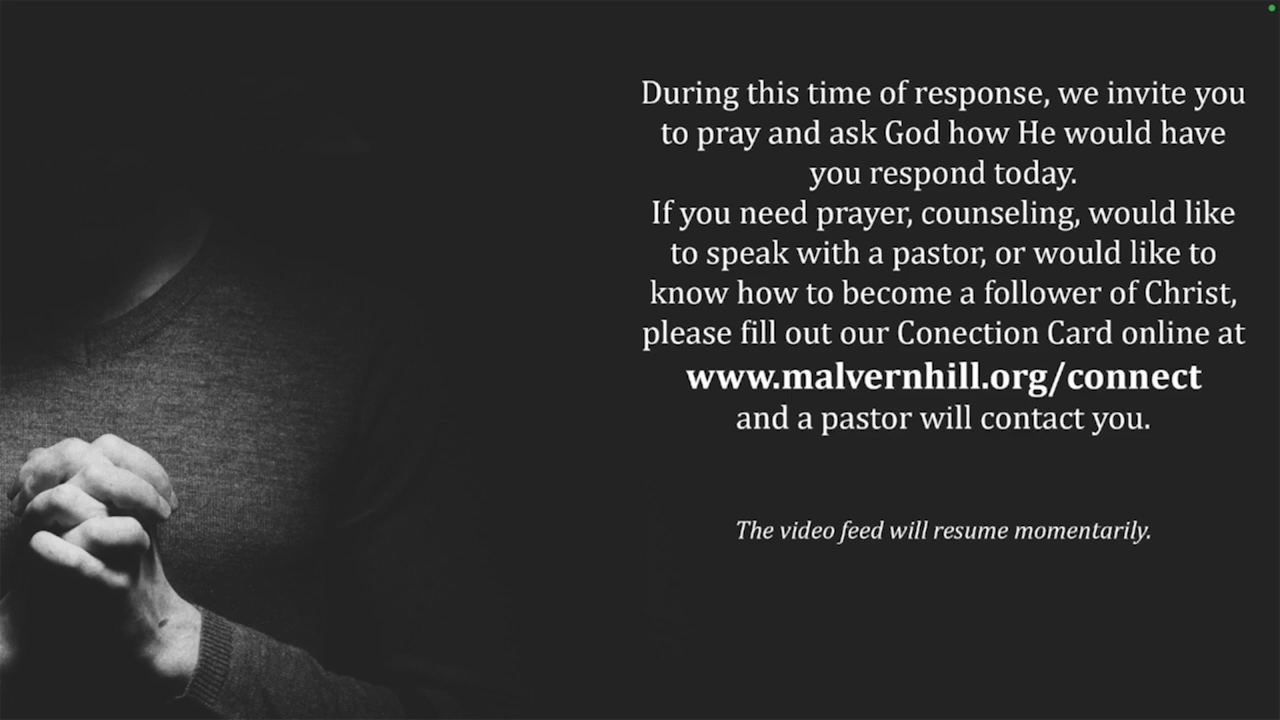 During this time of response, we invite you
to pray and ask God how He would have
you respond today.
If you need prayer, counseling, would like
to speak with a pastor, or would like to
know how to become a follower of Christ,
please fill out our Conection Card online at
www.malvernhill.org/connect
and a pastor will contact you.
The video feed will resume momentarily.